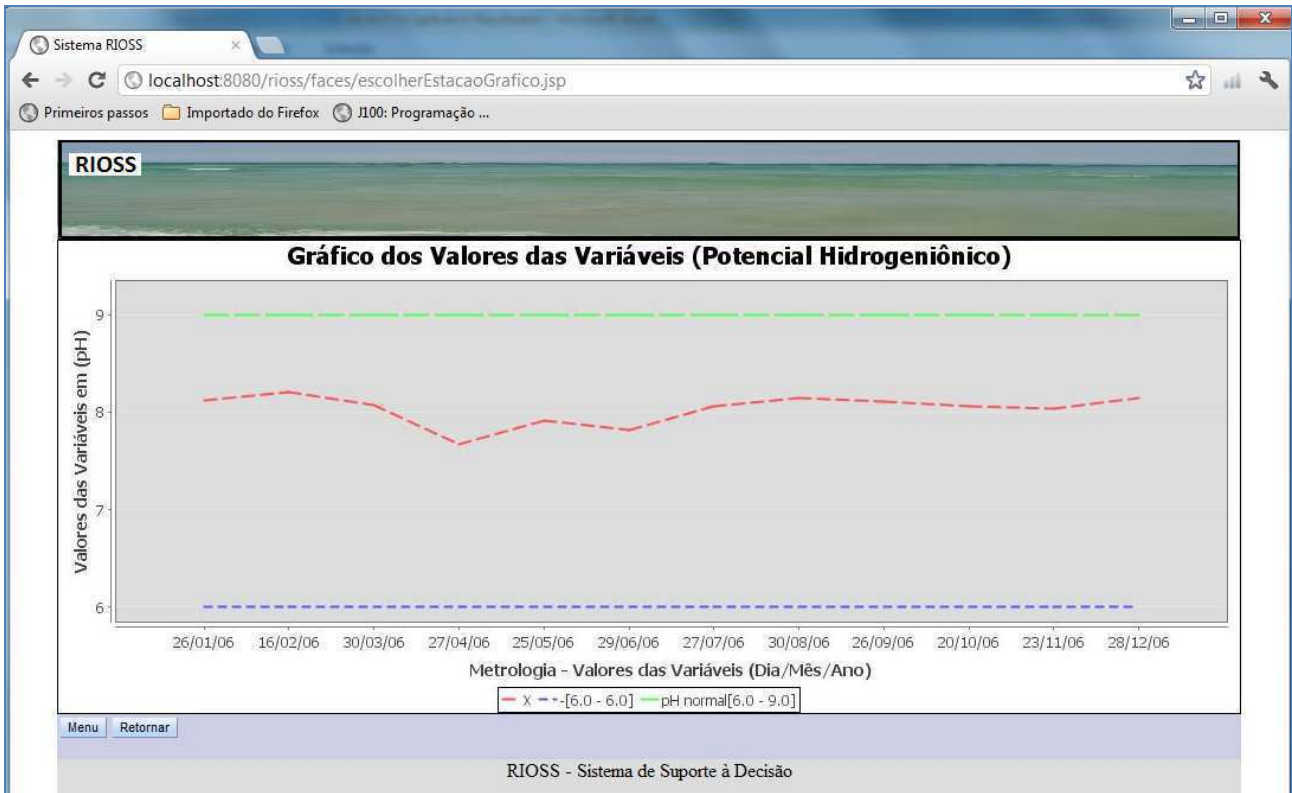 Sistema RIOSS
localhost:8080/rioss/faces/escolherEstacaoGrafico.jsp
Primeiros passos Importado do Firefox J100: Programação ...
RIOSS
Gráfico dos Valores das Variáveis (Potencial Hidrogeniônico)
Valores das Variáveis em (pH)
9
8
7
6
26/01/06 16/02/06 30/03/06 27/04/06 25/05/06 29/06/06 27/07/06 30/08/06 26/09/06 20/10/06 23/11/06 28/12/06
Metrologia - Valores das Variáveis (Dia/Mês/Ano)
X -[6.0 - 6.0] pH normal[6.0 - 9.0]
Menu Retornar
RIOSS - Sistema de Suporte à Decisão